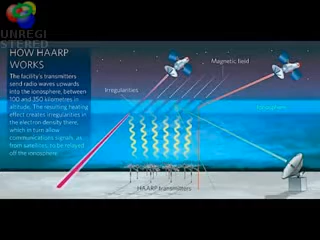 UNREGI
STERED
HOW HAARP
WORKS
The facility's transmitters
send radio waves upwards
into the ionosphere, between
100 and 350 kilometres in
altitude. The resulting heating
effect creates irregularities in
the electron density there,
which in turn allow
communications signals, as
from satellites, to be relayed
off the ionosphere.
Magnetic field
Irregularities
Ionosphere
HAARP transmitters